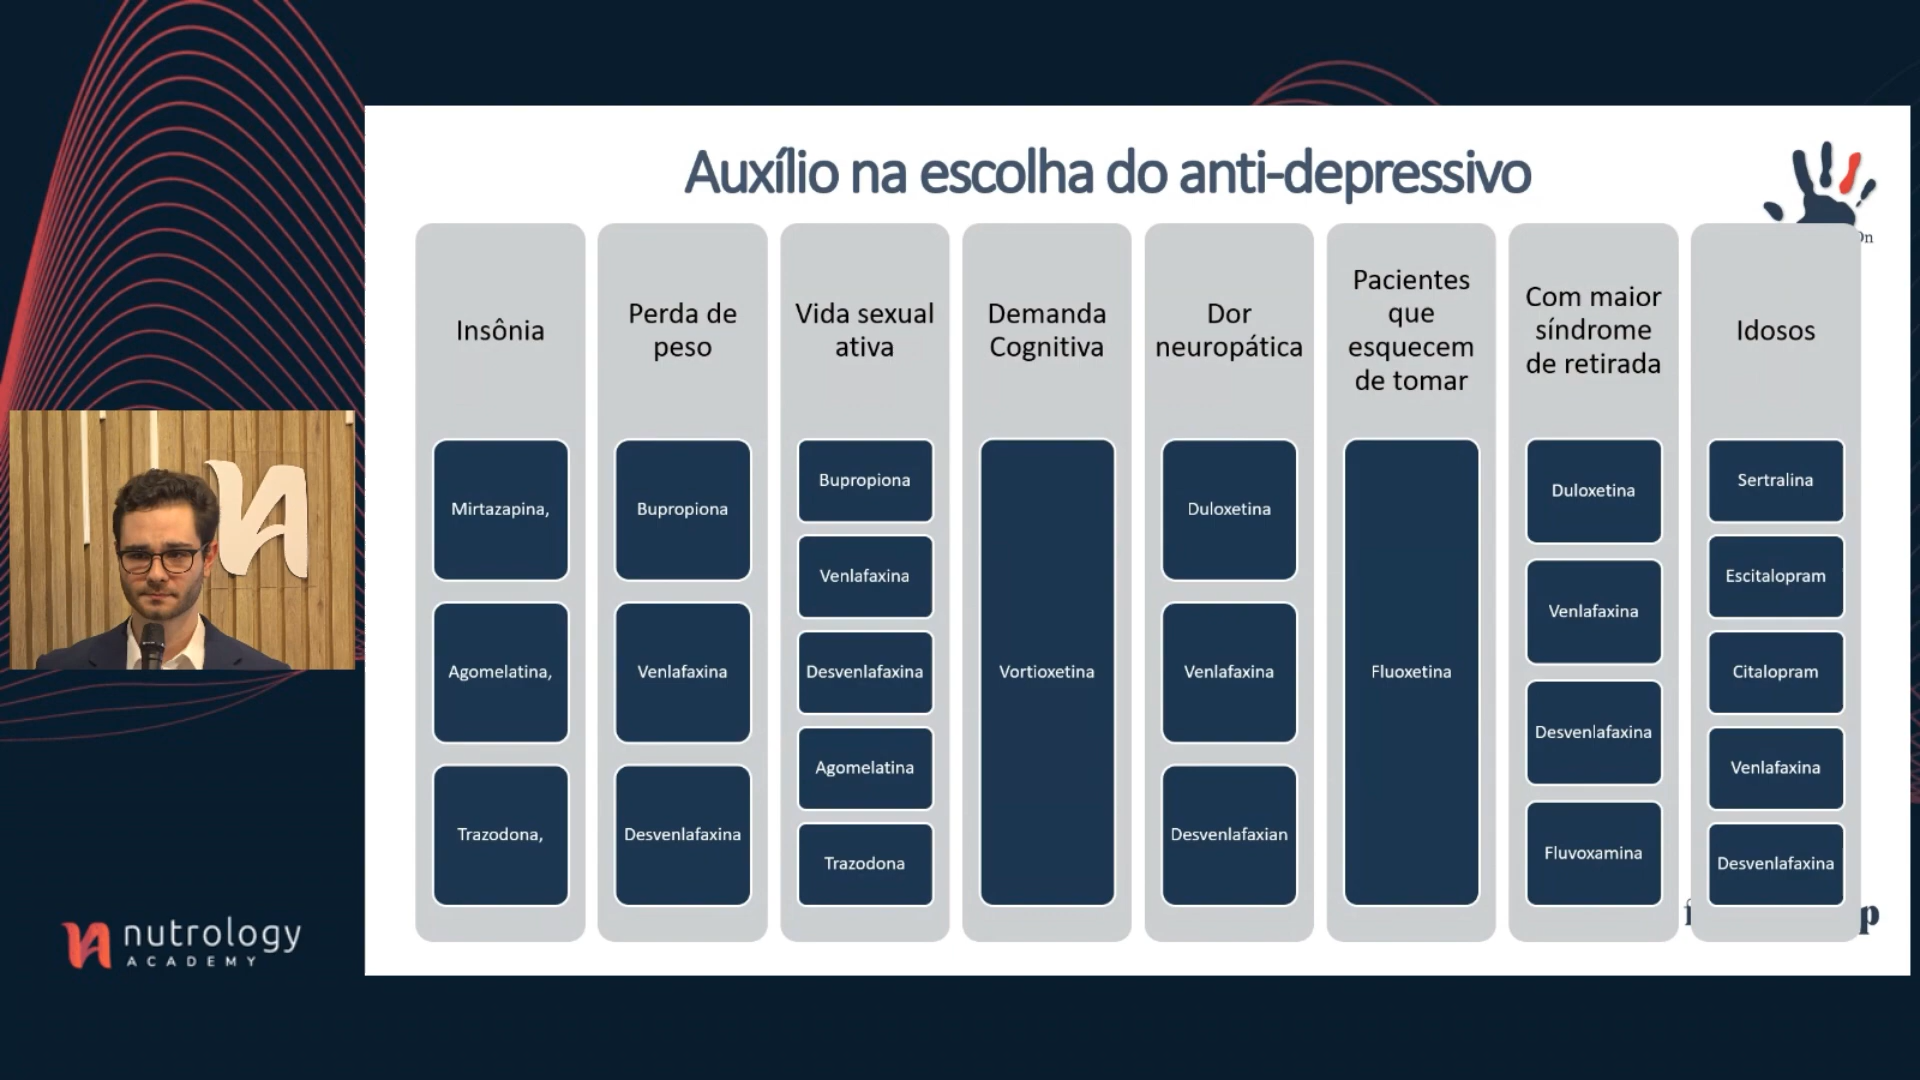 Auxílio na escolha do anti-depressivo
On
Insônia
Mirtazapina,
Agomelatina,
Trazodona,
Perda de
peso
Bupropiona
Venlafaxina
Desvenlafaxina
Vida sexual
ativa
Bupropiona
Venlafaxina
Desvenlafaxina
Agomelatina
Trazodona
Demanda
Cognitiva
Vortioxetina
Dor
neuropática
Duloxetina
Venlafaxina
Desvenlafaxian
Pacientes
que
esquecem
de tomar
Fluoxetina
Com maior
síndrome
de retirada
Duloxetina
Venlafaxina
Desvenlafaxina
Fluvoxamina
Idosos
Sertralina
Escitalopram
Citalopram
Venlafaxina
Desvenlafaxina
nutrology
ACADEMY